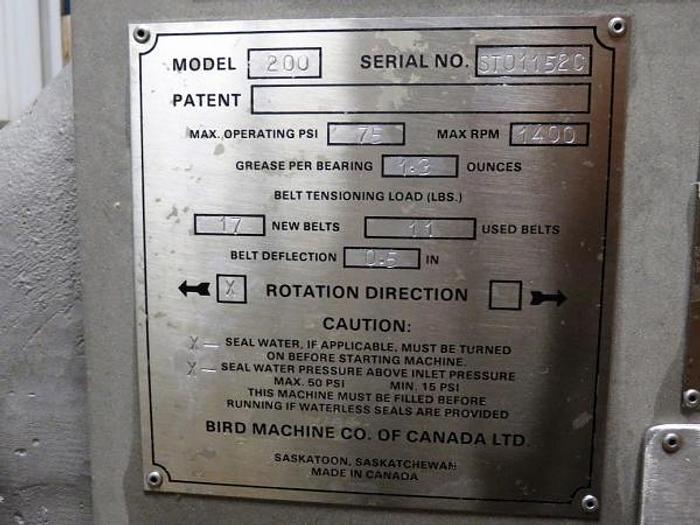 MODEL 200 SERIAL NO. ST01152C
PATENT
MAX. OPERATING PSI 75 MAX RPM 1400
GREASE PER BEARING 1.3 OUNCES
BELT TENSIONING LOAD (LBS.)
17 NEW BELTS 11 USED BELTS
BELT DEFLECTION 0.5 IN
X ROTATION DIRECTION
CAUTION:
X — SEAL WATER, IF APPLICABLE, MUST BE TURNED
ON BEFORE STARTING MACHINE.
X — SEAL WATER PRESSURE ABOVE INLET PRESSURE
MAX. 50 PSI MIN. 15 PSI
THIS MACHINE MUST BE FILLED BEFORE
RUNNING IF WATERLESS SEALS ARE PROVIDED
BIRD MACHINE CO. OF CANADA LTD.
SASKATOON, SASKATCHEWAN
MADE IN CANADA